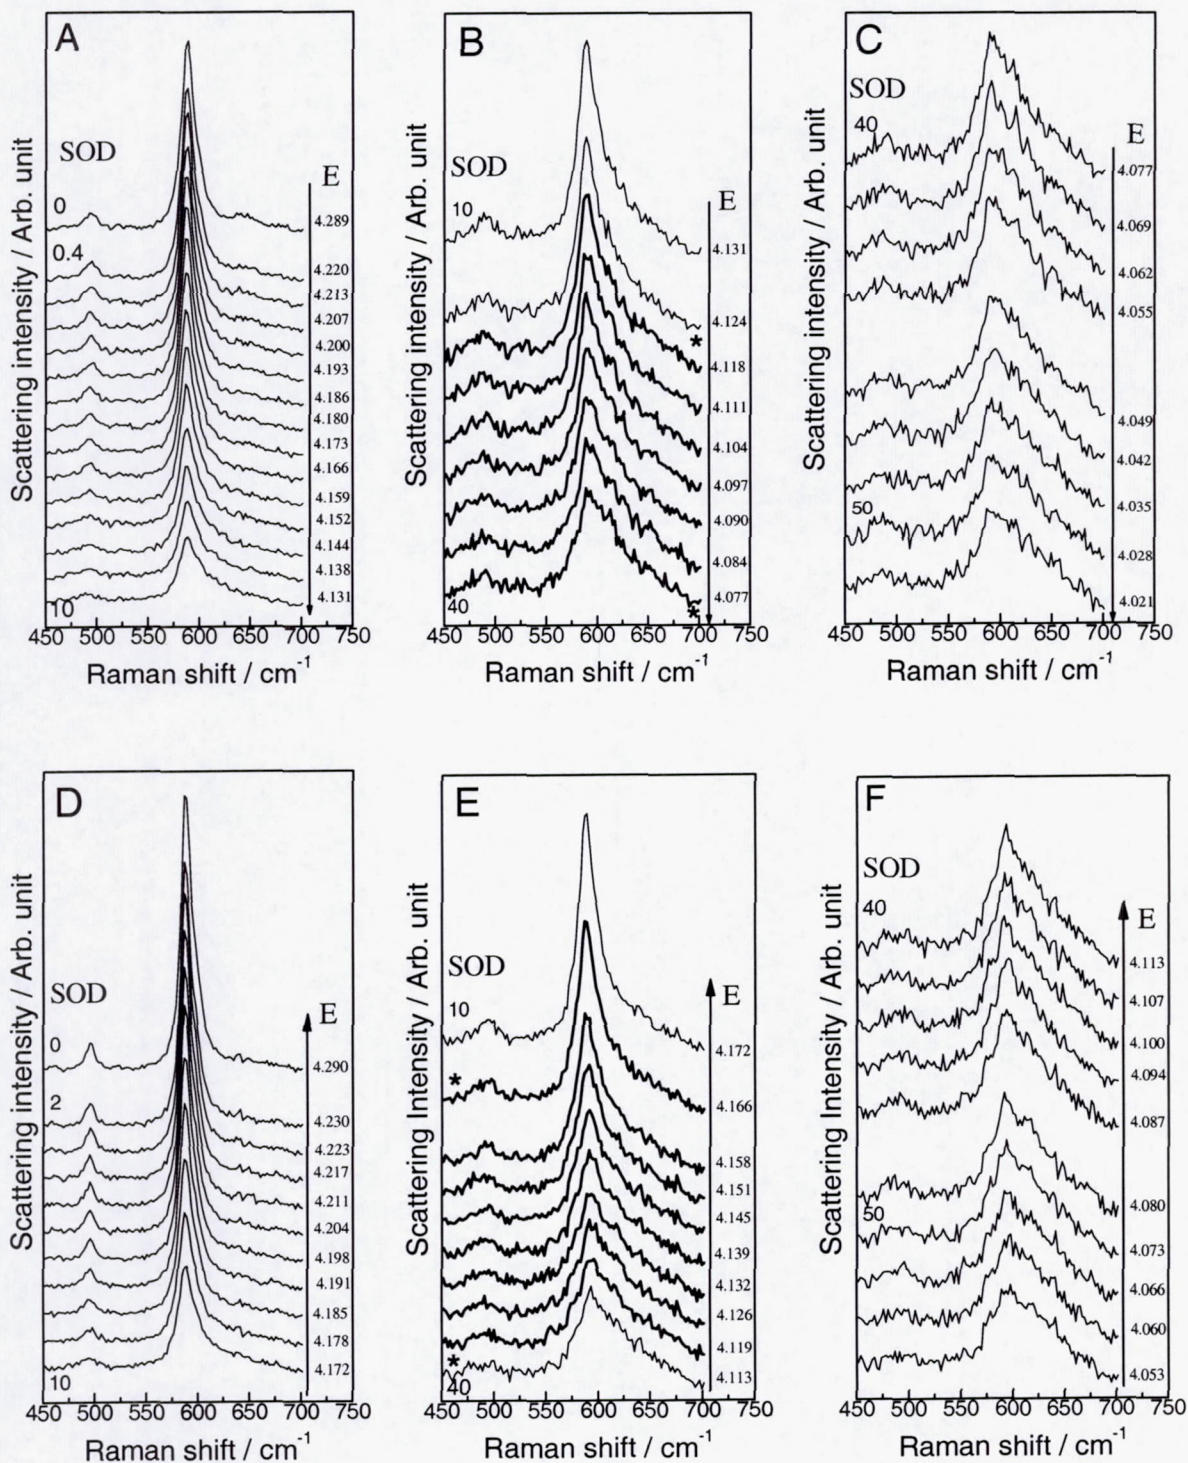 A
SOD
0
0.4
10
E
4.289
4.220
4.213
4.207
4.200
4.193
4.186
4.180
4.173
4.166
4.159
4.152
4.144
4.138
4.131
450 500 550 600 650 700 750
Raman shift / cm-1
Scattering intensity / Arb. unit
B
SOD
10
40
E
4.131
4.124
*
4.118
4.111
4.104
4.097
4.090
4.084
4.077
*
450 500 550 600 650 700 750
Raman shift / cm-1
Scattering intensity / Arb. unit
C
SOD
40
50
E
4.077
4.069
4.062
4.055
4.049
4.042
4.035
4.028
4.021
450 500 550 600 650 700 750
Raman shift / cm-1
Scattering intensity / Arb. unit
D
SOD
0
2
10
E
4.290
4.230
4.223
4.217
4.211
4.204
4.198
4.191
4.185
4.178
4.172
450 500 550 600 650 700 750
Raman shift / cm-1
Scattering intensity / Arb. unit
E
SOD
10
*
*
40
E
4.172
4.166
4.158
4.151
4.145
4.139
4.132
4.126
4.119
4.113
450 500 550 600 650 700 750
Raman shift / cm-1
Scattering Intensity / Arb. unit
F
SOD
40
50
E
4.113
4.107
4.100
4.094
4.087
4.080
4.073
4.066
4.060
4.053
450 500 550 600 650 700 750
Raman shift / cm-1
Scattering Intensity / Arb. unit